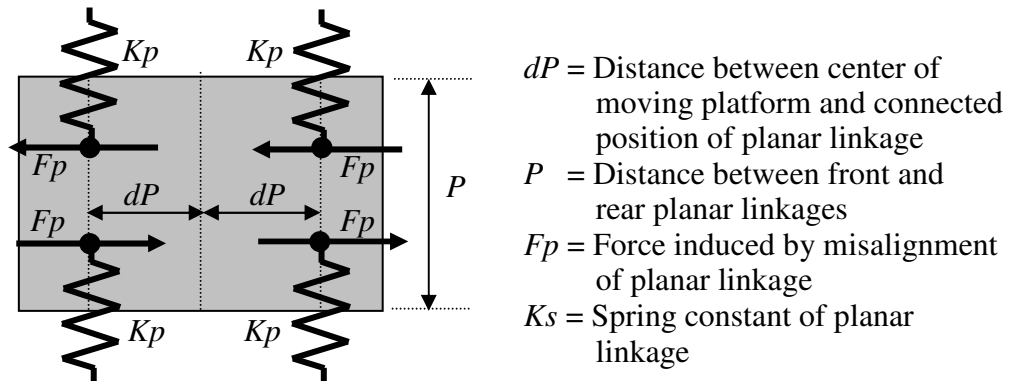 Kp Kp
Fp Fp
dP dP P
Fp Fp
Kp Kp
dP = Distance between center of
moving platform and connected
position of planar linkage
P = Distance between front and
rear planar linkages
Fp = Force induced by misalignment
of planar linkage
Ks = Spring constant of planar
linkage